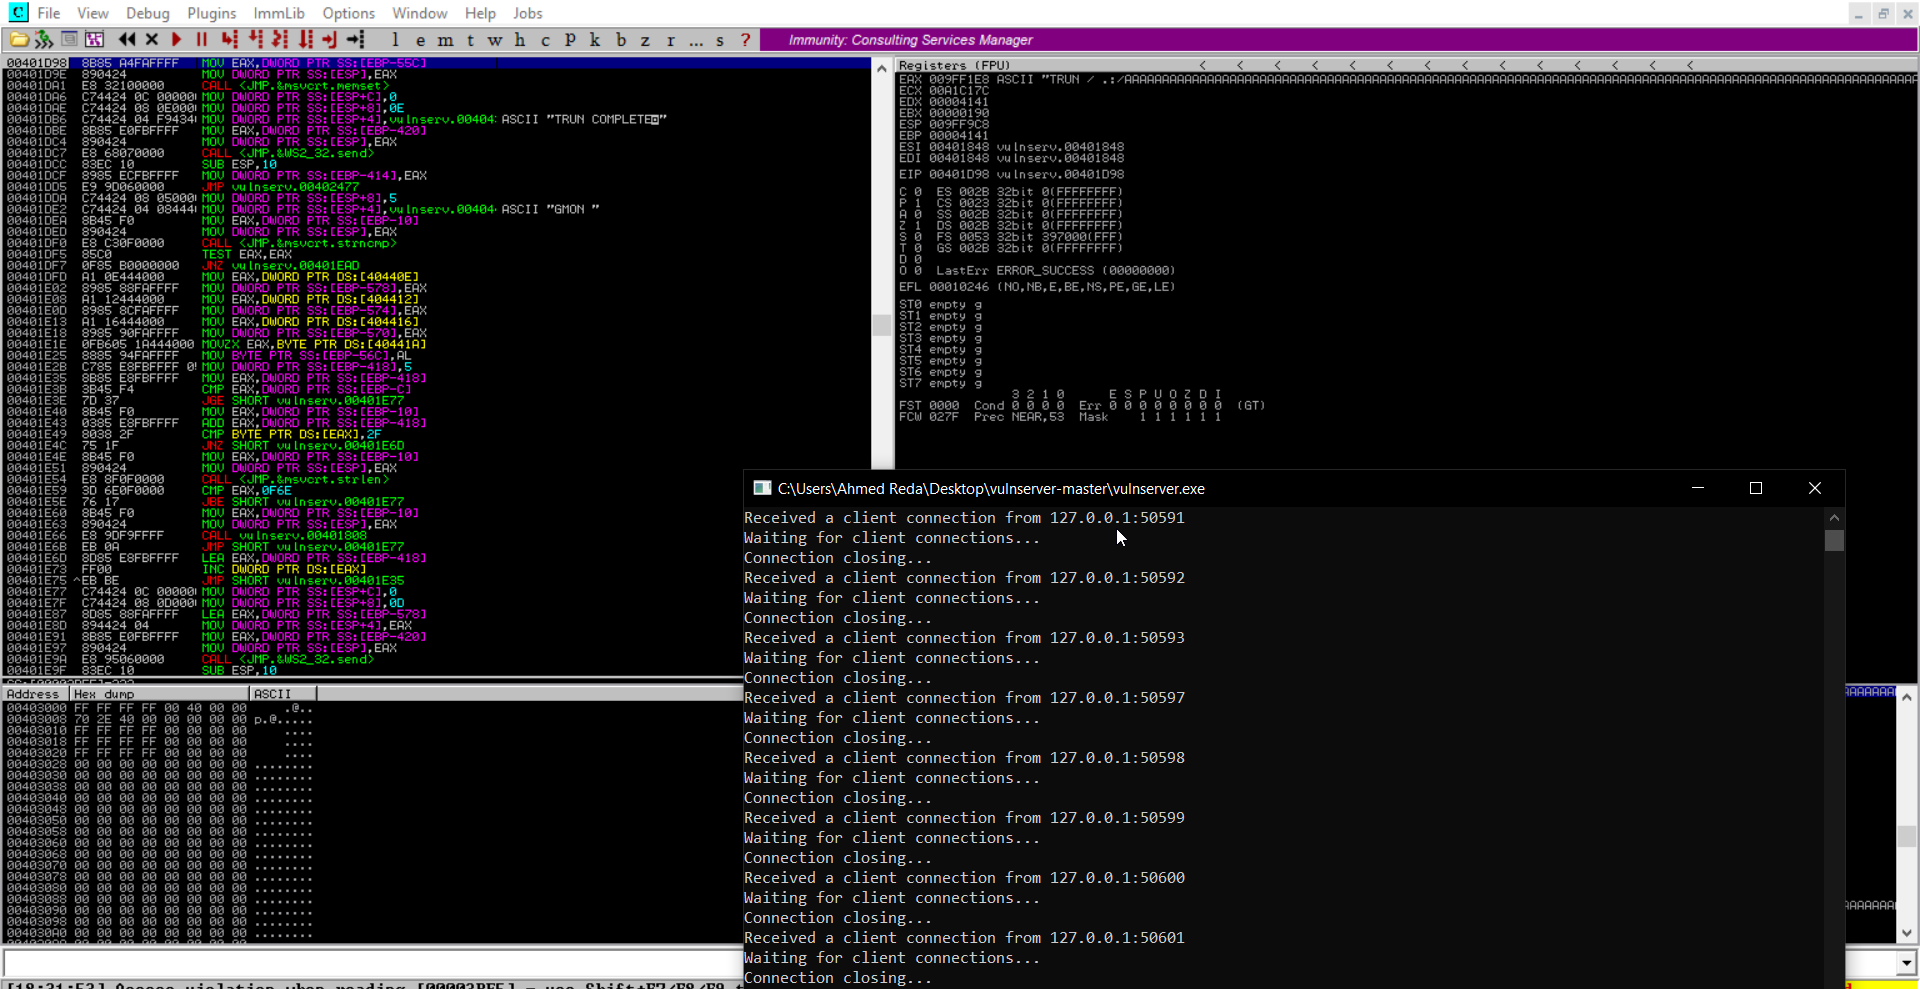 File View Debug Plugins ImmLib Options Window Help Jobs
l e m t w h c P k b z r ... s ?
Immunity: Consulting Services Manager
00401D98 8B85 A4FAFFFF MOV EAX,DWORD PTR SS:[EBP-55C]
00401D9E 890424 MOV DWORD PTR SS:[ESP],EAX
00401DA1 E8 32100000 CALL <JMP.&msvcrt.memset>
00401DA6 C74424 0C 00000 MOV DWORD PTR SS:[ESP+C],0
00401DAE C74424 08 0E000 MOV DWORD PTR SS:[ESP+8],0E
00401DB6 C74424 04 F9434 MOV DWORD PTR SS:[ESP+4],vulnserv.00404 ASCII "TRUN COMPLETE"
00401DBE 8B85 E0FBFFFF MOV EAX,DWORD PTR SS:[EBP-420]
00401DC4 890424 MOV DWORD PTR SS:[ESP],EAX
00401DC7 E8 68070000 CALL <JMP.&WS2_32.send>
00401DCC 83EC 10 SUB ESP,10
00401DCF 8985 ECFBFFFF MOV DWORD PTR SS:[EBP-414],EAX
00401DD5 E9 9D060000 JMP vulnserv.00402477
00401DDA C74424 08 05000 MOV DWORD PTR SS:[ESP+8],5
00401DE2 C74424 04 08444 MOV DWORD PTR SS:[ESP+4],vulnserv.00404 ASCII "GMON "
00401DEA 8B45 F0 MOV EAX,DWORD PTR SS:[EBP-10]
00401DED 890424 MOV DWORD PTR SS:[ESP],EAX
00401DF0 E8 C30F0000 CALL <JMP.&msvcrt.strncmp>
00401DF5 85C0 TEST EAX,EAX
00401DF7 0F85 B0000000 JNZ vulnserv.00401EAD
00401DFD A1 0E444000 MOV EAX,DWORD PTR DS:[40440E]
00401E02 8985 88FAFFFF MOV DWORD PTR SS:[EBP-578],EAX
00401E08 A1 12444000 MOV EAX,DWORD PTR DS:[404412]
00401E0D 8985 8CFAFFFF MOV DWORD PTR SS:[EBP-574],EAX
00401E13 A1 16444000 MOV EAX,DWORD PTR DS:[404416]
00401E18 8985 90FAFFFF MOV DWORD PTR SS:[EBP-570],EAX
00401E1E 0FB605 1A444000 MOVZX EAX,BYTE PTR DS:[40441A]
00401E25 8885 94FAFFFF MOV BYTE PTR SS:[EBP-56C],AL
00401E2B C785 E8FBFFFF 0 MOV DWORD PTR SS:[EBP-418],5
00401E35 8B85 E8FBFFFF MOV EAX,DWORD PTR SS:[EBP-418]
00401E3B 3B45 F4 CMP EAX,DWORD PTR SS:[EBP-C]
00401E3E 7D 37 JGE SHORT vulnserv.00401E77
00401E40 8B45 F0 MOV EAX,DWORD PTR SS:[EBP-10]
00401E43 0385 E8FBFFFF ADD EAX,DWORD PTR SS:[EBP-418]
00401E49 8038 2F CMP BYTE PTR DS:[EAX],2F
00401E4C 75 1F JNZ SHORT vulnserv.00401E6D
00401E4E 8B45 F0 MOV EAX,DWORD PTR SS:[EBP-10]
00401E51 890424 MOV DWORD PTR SS:[ESP],EAX
00401E54 E8 8F0F0000 CALL <JMP.&msvcrt.strlen>
00401E59 3D 6E0F0000 CMP EAX,0F6E
00401E5E 76 17 JBE SHORT vulnserv.00401E77
00401E60 8B45 F0 MOV EAX,DWORD PTR SS:[EBP-10]
00401E63 890424 MOV DWORD PTR SS:[ESP],EAX
00401E66 E8 9DF9FFFF CALL vulnserv.00401808
00401E6B EB 0A JMP SHORT vulnserv.00401E77
00401E6D 8D85 E8FBFFFF LEA EAX,DWORD PTR SS:[EBP-418]
00401E73 FF00 INC DWORD PTR DS:[EAX]
00401E75 ^EB BE JMP SHORT vulnserv.00401E35
00401E77 C74424 0C 00000 MOV DWORD PTR SS:[ESP+C],0
00401E7F C74424 08 0D000 MOV DWORD PTR SS:[ESP+8],0D
00401E87 8D85 88FAFFFF LEA EAX,DWORD PTR SS:[EBP-578]
00401E8D 894424 04 MOV DWORD PTR SS:[ESP+4],EAX
00401E91 8B85 E0FBFFFF MOV EAX,DWORD PTR SS:[EBP-420]
00401E97 890424 MOV DWORD PTR SS:[ESP],EAX
00401E9A E8 95060000 CALL <JMP.&WS2_32.send>
00401E9F 83EC 10 SUB ESP,10
Registers (FPU) < < < < < < < < < < < < < <
EAX 009FF1E8 ASCII "TRUN / .:/AAAAAAAAAAAAAAAAAAAAAAAAAAAAAAAAAAAAAAAA
ECX 00A1C17C
EDX 00004141
EBX 00000190
ESP 009FF9C8
EBP 00004141
ESI 00401848 vulnserv.00401848
EDI 00401848 vulnserv.00401848
EIP 00401D98 vulnserv.00401D98
C 0 ES 002B 32bit 0(FFFFFFFF)
P 1 CS 0023 32bit 0(FFFFFFFF)
A 0 SS 002B 32bit 0(FFFFFFFF)
Z 1 DS 002B 32bit 0(FFFFFFFF)
S 0 FS 0053 32bit 397000(FFF)
T 0 GS 002B 32bit 0(FFFFFFFF)
D 0
O 0 LastErr ERROR_SUCCESS (00000000)
EFL 00010246 (NO,NB,E,BE,NS,PE,GE,LE)
ST0 empty g
ST1 empty g
ST2 empty g
ST3 empty g
ST4 empty g
ST5 empty g
ST6 empty g
ST7 empty g
3 2 1 0 E S P U O Z D I
FST 0000 Cond 0 0 0 0 Err 0 0 0 0 0 0 0 0 (GT)
FCW 027F Prec NEAR,53 Mask 1 1 1 1 1 1
C:\Users\Ahmed Reda\Desktop\vulnserver-master\vulnserver.exe
Received a client connection from 127.0.0.1:50591
Waiting for client connections...
Connection closing...
Received a client connection from 127.0.0.1:50592
Waiting for client connections...
Connection closing...
Received a client connection from 127.0.0.1:50593
Waiting for client connections...
Connection closing...
Received a client connection from 127.0.0.1:50597
Waiting for client connections...
Connection closing...
Received a client connection from 127.0.0.1:50598
Waiting for client connections...
Connection closing...
Received a client connection from 127.0.0.1:50599
Waiting for client connections...
Connection closing...
Received a client connection from 127.0.0.1:50600
Waiting for client connections...
Connection closing...
Received a client connection from 127.0.0.1:50601
Waiting for client connections...
Connection closing...
Address Hex dump ASCII
00403000 FF FF FF FF 00 40 00 00 .@..
00403008 70 2E 40 00 00 00 00 00 p.@.....
00403010 FF FF FF FF 00 00 00 00 ....
00403018 FF FF FF FF 00 00 00 00 ....
00403020 FF FF FF FF 00 00 00 00 ....
00403028 00 00 00 00 00 00 00 00 ........
00403030 00 00 00 00 00 00 00 00 ........
00403038 00 00 00 00 00 00 00 00 ........
00403040 00 00 00 00 00 00 00 00 ........
00403048 00 00 00 00 00 00 00 00 ........
00403050 00 00 00 00 00 00 00 00 ........
00403058 00 00 00 00 00 00 00 00 ........
00403060 00 00 00 00 00 00 00 00 ........
00403068 00 00 00 00 00 00 00 00 ........
00403070 00 00 00 00 00 00 00 00 ........
00403078 00 00 00 00 00 00 00 00 ........
00403080 00 00 00 00 00 00 00 00 ........
00403088 00 00 00 00 00 00 00 00 ........
00403090 00 00 00 00 00 00 00 00 ........
00403098 00 00 00 00 00 00 00 00 ........
004030A0 00 00 00 00 00 00 00 00 ........
AAAAAAA
AAAAAAA
[18:31:53] Access violation when reading [00003BE5] - use Shift+F7/F8/F9